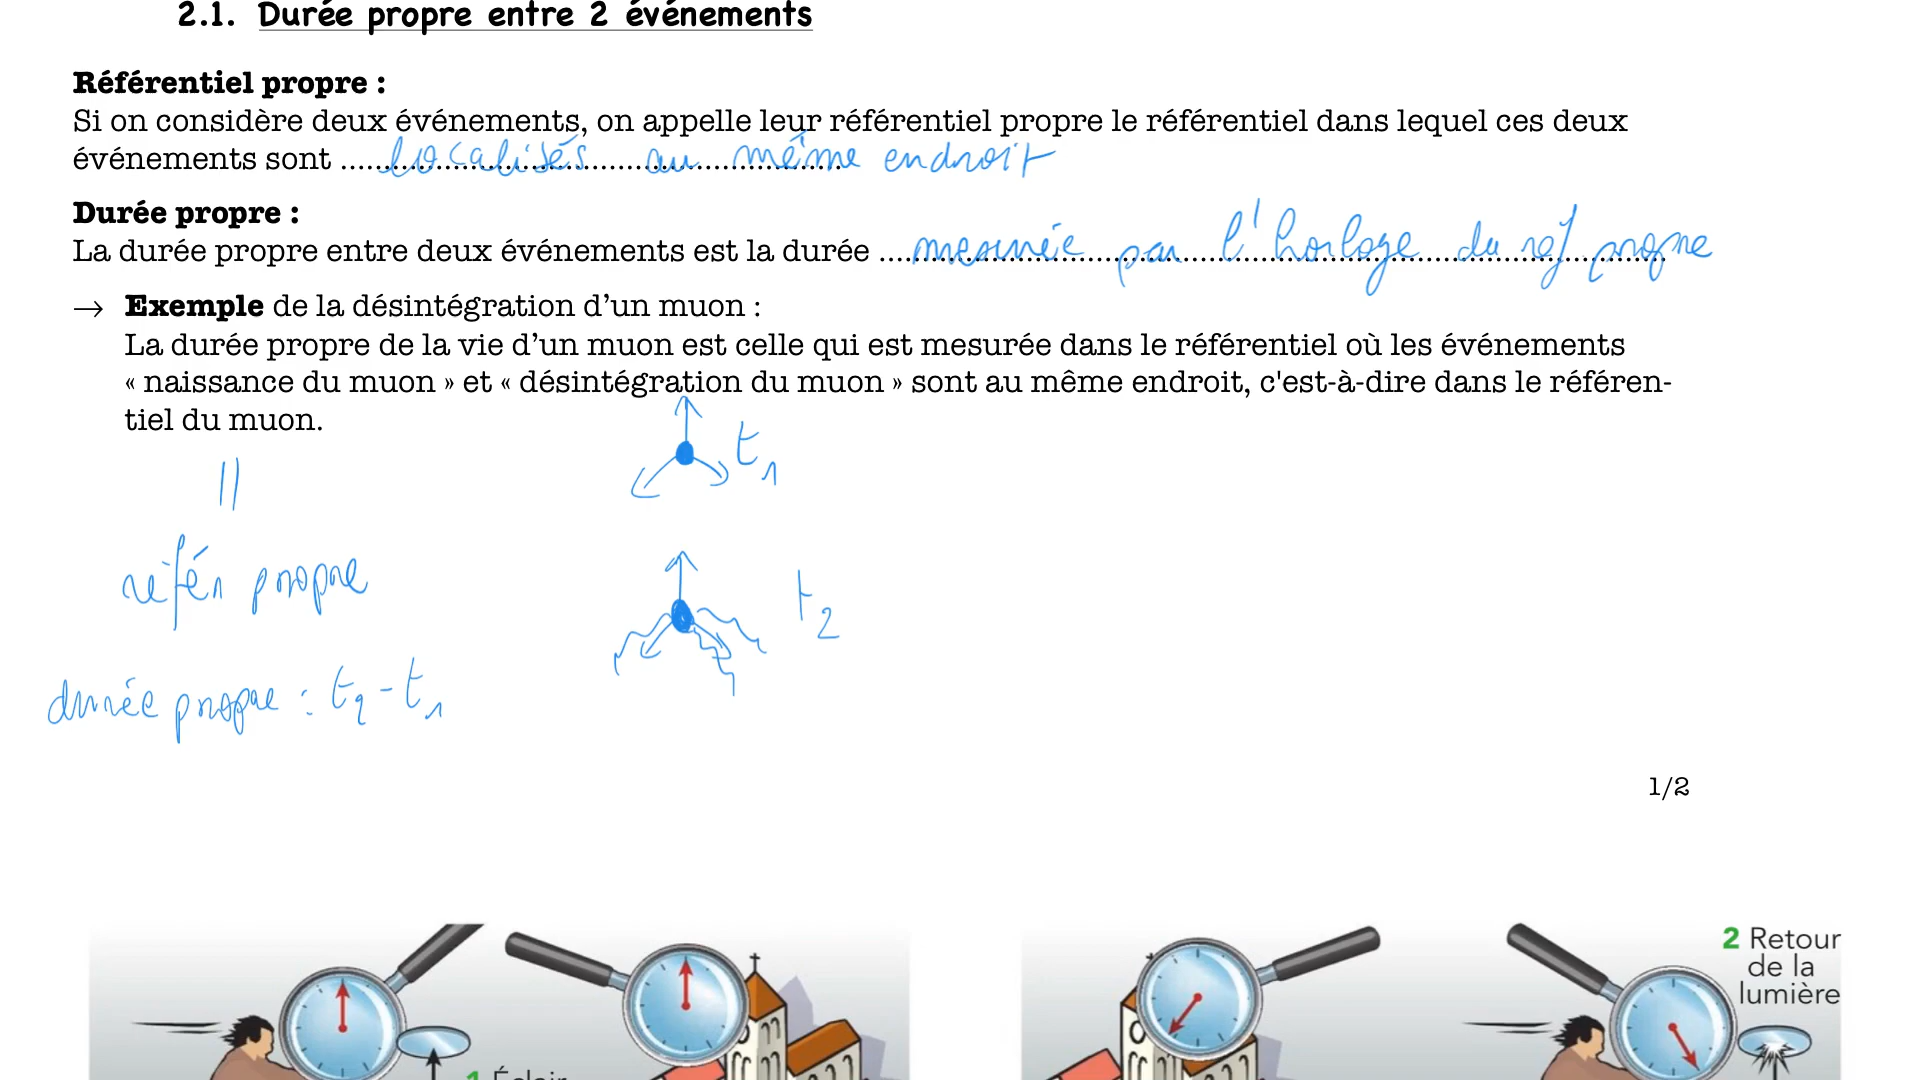 2.1. Durée propre entre 2 événements
Référentiel propre :
Si on considère deux événements, on appelle leur référentiel propre le référentiel dans lequel ces deux
événements sont ..... localisés au même endroit
Durée propre :
La durée propre entre deux événements est la durée ..... mesurée par l'horloge du ref propre
→ Exemple de la désintégration d'un muon :
La durée propre de la vie d'un muon est celle qui est mesurée dans le référentiel où les événements
« naissance du muon » et « désintégration du muon » sont au même endroit, c'est-à-dire dans le référen-
tiel du muon.
t1
||
référ propre
t2
durée propre : t2 - t1
1/2
2 Retour
de la
lumière
1 Éclair